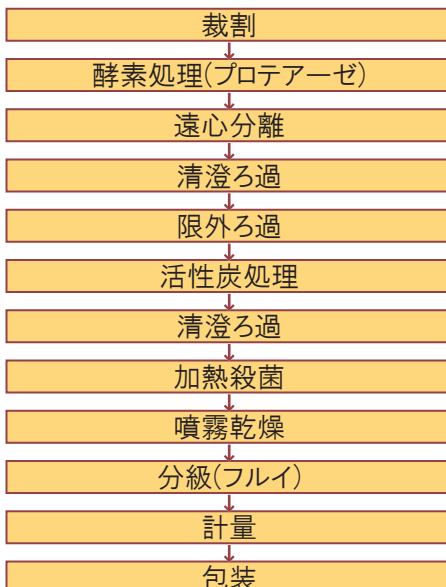 裁割
酵素処理(プロテアーゼ)
遠心分離
清澄ろ過
限外ろ過
活性炭処理
清澄ろ過
加熱殺菌
噴霧乾燥
分級(フルイ)
計量
包装